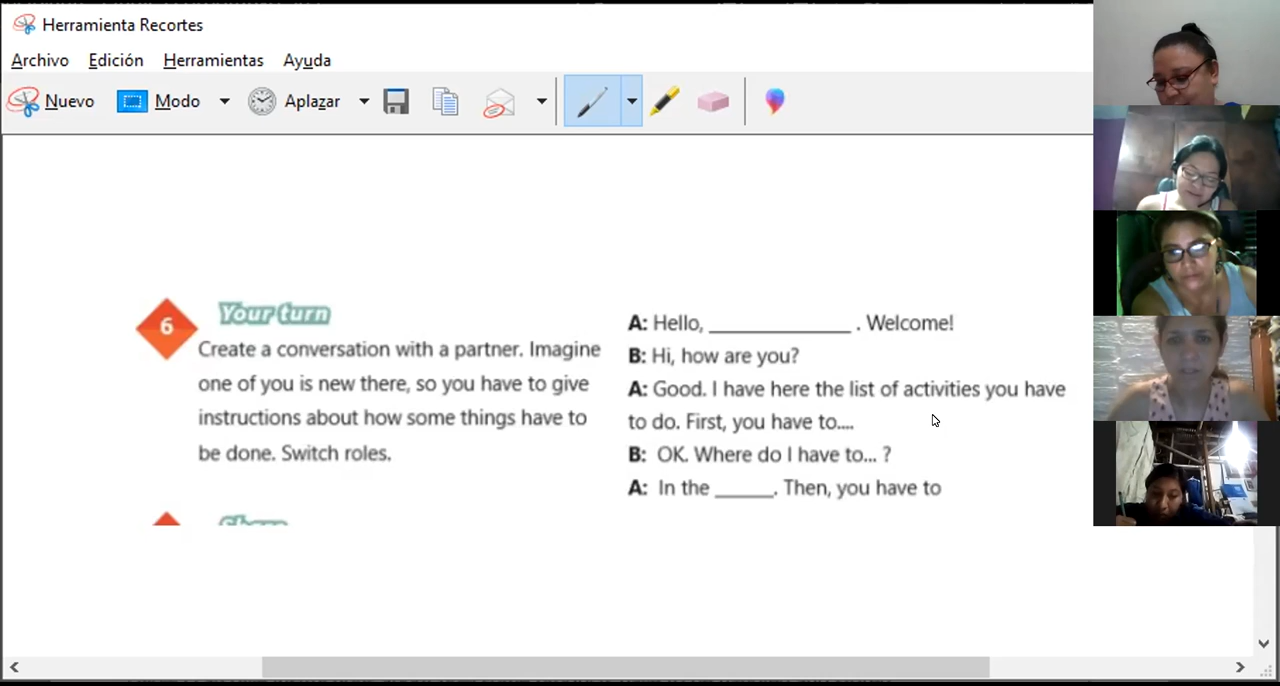 Herramienta Recortes
Archivo Edición Herramientas Ayuda
Nuevo Modo Aplazar
6
Your turn
Create a conversation with a partner. Imagine
one of you is new there, so you have to give
instructions about how some things have to
be done. Switch roles.
A: Hello, ______________ . Welcome!
B: Hi, how are you?
A: Good. I have here the list of activities you have
to do. First, you have to....
B: OK. Where do I have to... ?
A: In the ______. Then, you have to